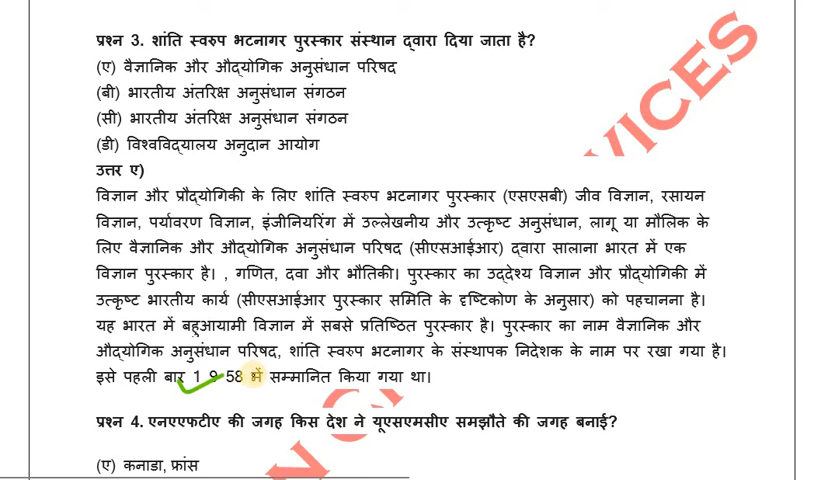 प्रश्न 3. शांति स्वरुप भटनागर पुरस्कार संस्थान द्वारा दिया जाता है?
(ए) वैज्ञानिक और औद्योगिक अनुसंधान परिषद
(बी) भारतीय अंतरिक्ष अनुसंधान संगठन
(सी) भारतीय अंतरिक्ष अनुसंधान संगठन
(डी) विश्वविद्यालय अनुदान आयोग
उत्तर ए)
विज्ञान और प्रौद्योगिकी के लिए शांति स्वरुप भटनागर पुरस्कार (एसएसबी) जीव विज्ञान, रसायन
विज्ञान, पर्यावरण विज्ञान, इंजीनियरिंग में उल्लेखनीय और उत्कृष्ट अनुसंधान, लागू या मौलिक के
लिए वैज्ञानिक और औद्योगिक अनुसंधान परिषद (सीएसआईआर) द्वारा सालाना भारत में एक
विज्ञान पुरस्कार है। , गणित, दवा और भौतिकी। पुरस्कार का उद्देश्य विज्ञान और प्रौद्योगिकी में
उत्कृष्ट भारतीय कार्य (सीएसआईआर पुरस्कार समिति के दृष्टिकोण के अनुसार) को पहचानना है।
यह भारत में बहुआयामी विज्ञान में सबसे प्रतिष्ठित पुरस्कार है। पुरस्कार का नाम वैज्ञानिक और
औद्योगिक अनुसंधान परिषद, शांति स्वरुप भटनागर के संस्थापक निदेशक के नाम पर रखा गया है।
इसे पहली बार 1 9 58 में सम्मानित किया गया था।
प्रश्न 4. एनएएफटीए की जगह किस देश ने यूएसएमसीए समझौते की जगह बनाई?
(ए) कनाडा, फ्रांस